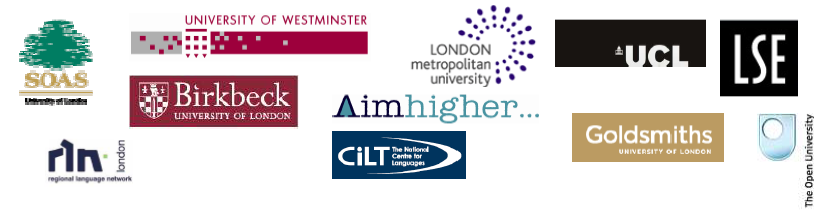 SOAS
University of London
UNIVERSITY OF WESTMINSTER
LONDON
metropolitan
university
UCL
LSE
Birkbeck
UNIVERSITY OF LONDON
Aimhigher...
rln london
regional language network
CiLT The National
Centre for
Languages
Goldsmiths
UNIVERSITY OF LONDON
The Open University